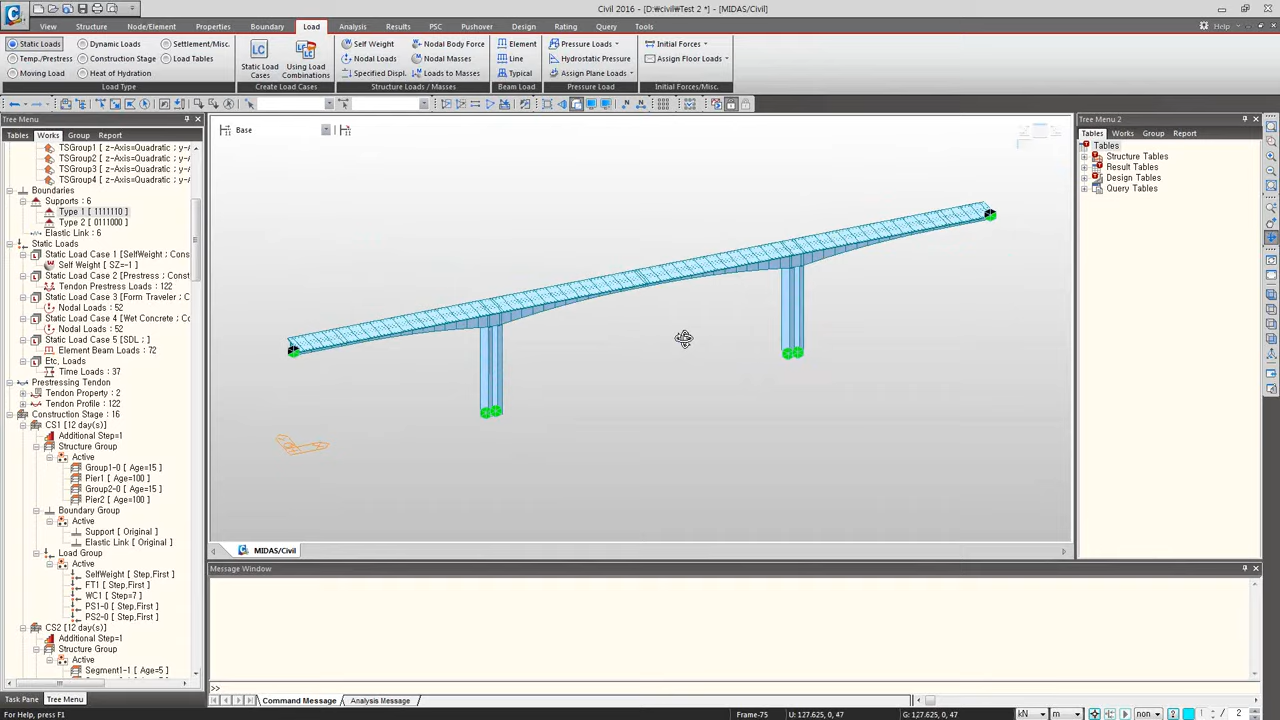 Civil 2016 - [D:₩civil₩Test 2 *] - [MIDAS/Civil]
View Structure Node/Element Properties Boundary Load Analysis Results PSC Pushover Design Rating Query Tools Help
Static Loads Dynamic Loads Settlement/Misc.
Temp./Prestress Construction Stage Load Tables
Moving Load Heat of Hydration
Load Type
Static Load Cases
Using Load Combinations
Create Load Cases
Self Weight Nodal Body Force
Nodal Loads Nodal Masses
Specified Displ. Loads to Masses
Structure Loads / Masses
Element
Line
Typical
Beam Load
Pressure Loads
Hydrostatic Pressure
Assign Plane Loads
Pressure Load
Initial Forces
Assign Floor Loads
Initial Forces/Misc.
Tree Menu
Tables Works Group Report
TSGroup1 [ z-Axis=Quadratic ; y-A
TSGroup2 [ z-Axis=Quadratic ; y-A
TSGroup3 [ z-Axis=Quadratic ; y-A
TSGroup4 [ z-Axis=Quadratic ; y-A
Boundaries
Supports : 6
Type 1 [ 1111110 ]
Type 2 [ 0111000 ]
Elastic Link : 6
Static Loads
Static Load Case 1 [SelfWeight ; Cons
Self Weight [ SZ=-1 ]
Static Load Case 2 [Prestress ; Const
Tendon Prestress Loads : 122
Static Load Case 3 [Form Traveler ; C
Nodal Loads : 52
Static Load Case 4 [Wet Concrete ; C
Nodal Loads : 52
Static Load Case 5 [SDL ; ]
Element Beam Loads : 72
Etc, Loads
Time Loads : 37
Prestressing Tendon
Tendon Property : 2
Tendon Profile : 122
Construction Stage : 16
CS1 [12 day(s)]
Additional Step=1
Structure Group
Active
Group1-0 [ Age=15 ]
Pier1 [ Age=100 ]
Group2-0 [ Age=15 ]
Pier2 [ Age=100 ]
Boundary Group
Active
Support [ Original ]
Elastic Link [ Original ]
Load Group
Active
SelfWeight [ Step,First ]
FT1 [ Step,First ]
WC1 [ Step=7 ]
PS1-0 [ Step,First ]
PS2-0 [ Step,First ]
CS2 [12 day(s)]
Additional Step=1
Structure Group
Active
Segment1-1 [ Age=5 ]
Task Pane Tree Menu
Base
MIDAS/Civil
Message Window
>>
Command Message Analysis Message
Tree Menu 2
Tables Works Group Report
Tables
Structure Tables
Result Tables
Design Tables
Query Tables
For Help, press F1
Frame-75
U: 127.625, 0, 47
G: 127.625, 0, 47
kN m non 1 / 2